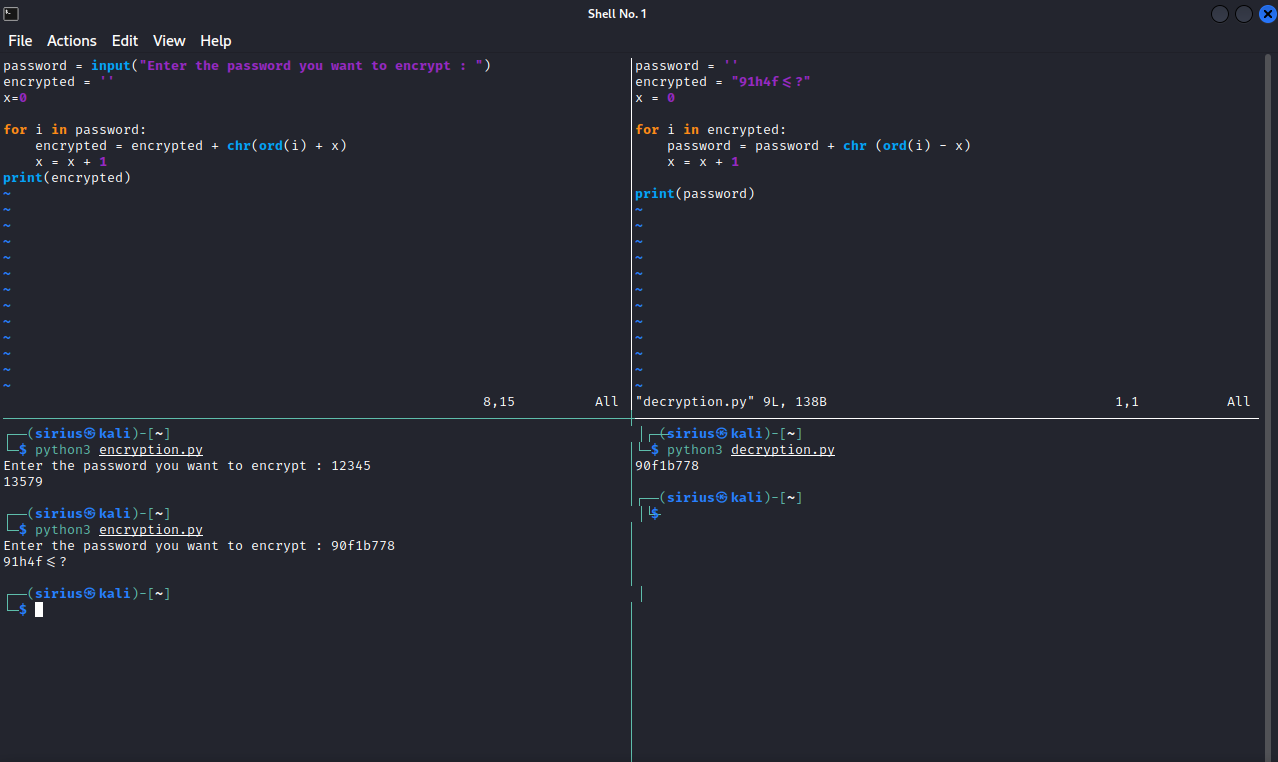 Shell No. 1
File Actions Edit View Help
password = input("Enter the password you want to encrypt : ")
encrypted = ''
x=0
for i in password:
    encrypted = encrypted + chr(ord(i) + x)
    x = x + 1
print(encrypted)
~
~
~
~
~
~
~
~
~
~
~
~
~
8,15 All
password = ''
encrypted = "91h4f<=?"
x = 0
for i in encrypted:
    password = password + chr (ord(i) - x)
    x = x + 1
print(password)
~
~
~
~
~
~
~
~
~
~
~
~
"decryption.py" 9L, 138B 1,1 All
┌──(sirius㉿kali)-[~]
└─$ python3 encryption.py
Enter the password you want to encrypt : 12345
13579
┌──(sirius㉿kali)-[~]
└─$ python3 encryption.py
Enter the password you want to encrypt : 90f1b778
91h4f<=?
┌──(sirius㉿kali)-[~]
└─$
┌──(sirius㉿kali)-[~]
└─$ python3 decryption.py
90f1b778
┌──(sirius㉿kali)-[~]
└─$